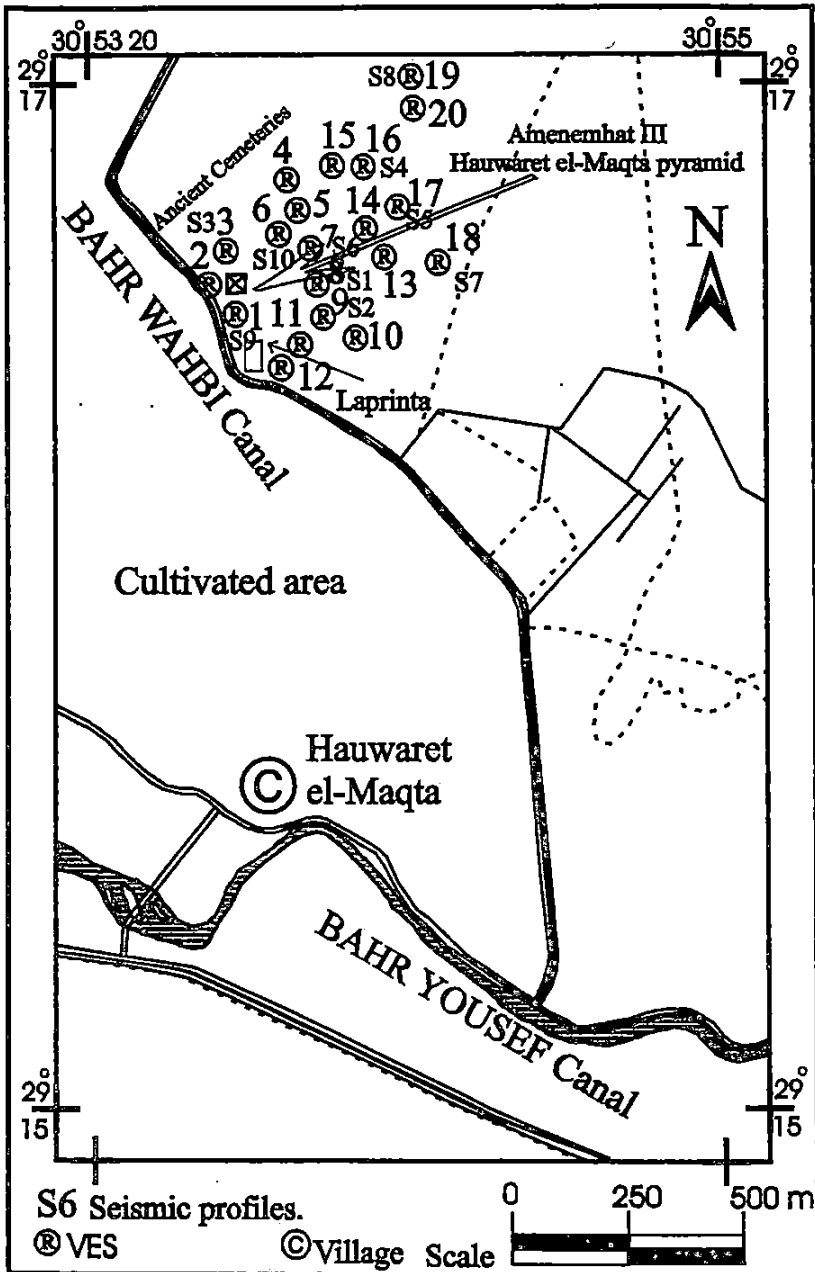 30° 53 20
30° 55
29° 17
29° 17
S8 ® 19
® 20
Amenemhat III
Hauwaret el-Maqta pyramid
Ancient Cemeteries
15 16
® ® S4
4
®
6 ® 5
®
14 ® 17
® S5
S3 3
®
S10 ® 7 S6
18
® S7
2
®
® S1
® 13
® 1
11 ® 9 S2
S9
®
® 10
® 12
Laprinta
N
BAHR WAHBI Canal
Cultivated area
Hauwaret
el-Maqta
©
BAHR YOUSEF Canal
29° 15
29° 15
S6 Seismic profiles.
® VES
© Village
Scale
0 250 500 m